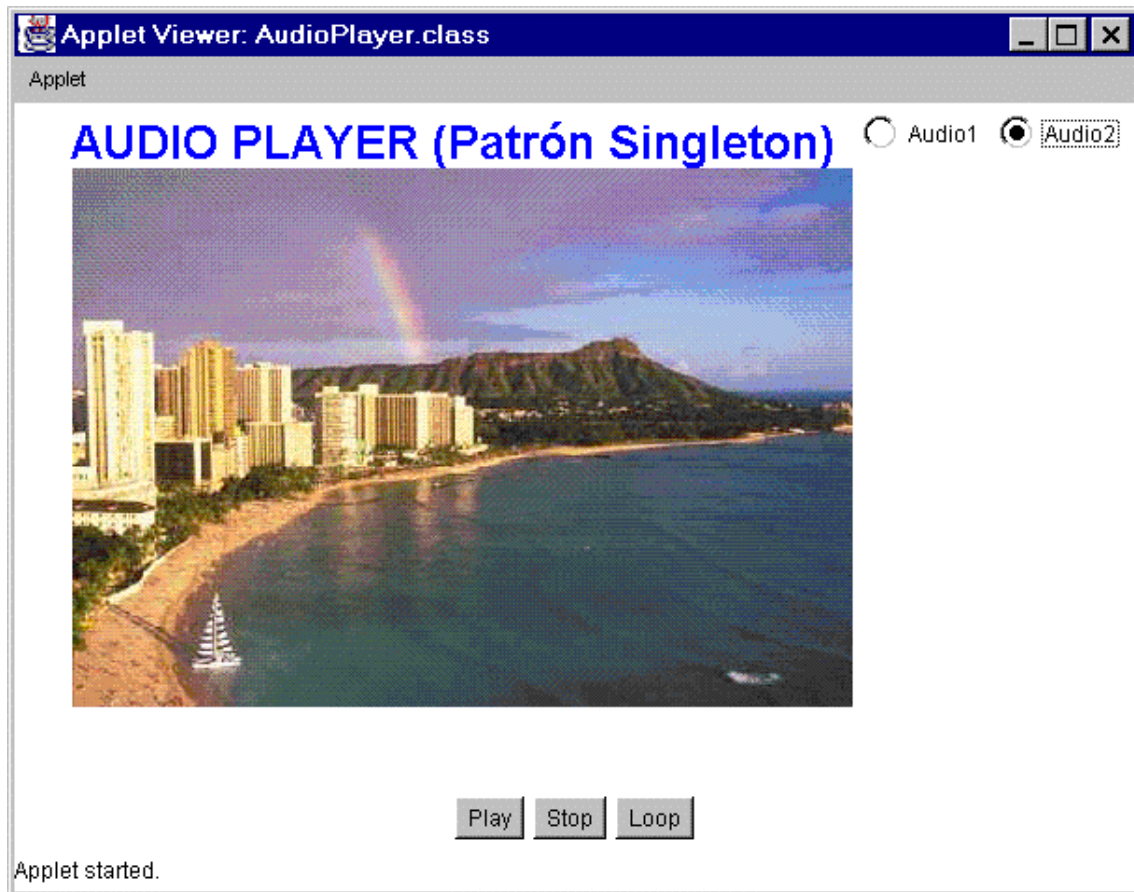 Applet Viewer: AudioPlayer.class
Applet
AUDIO PLAYER (Patrón Singleton)
Audio1 Audio2
Play Stop Loop
Applet started.